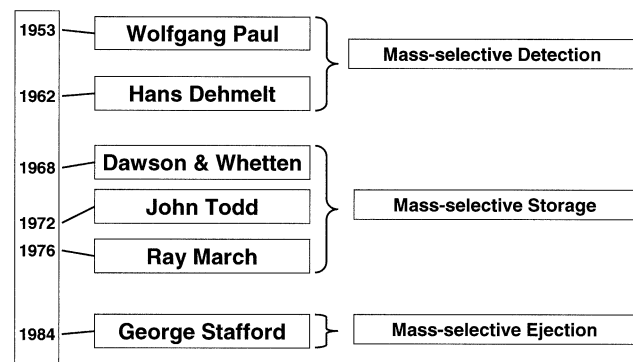 1953
Wolfgang Paul
Mass-selective Detection
1962
Hans Dehmelt
1968
Dawson & Whetten
1972
John Todd
Mass-selective Storage
1976
Ray March
1984
George Stafford
Mass-selective Ejection